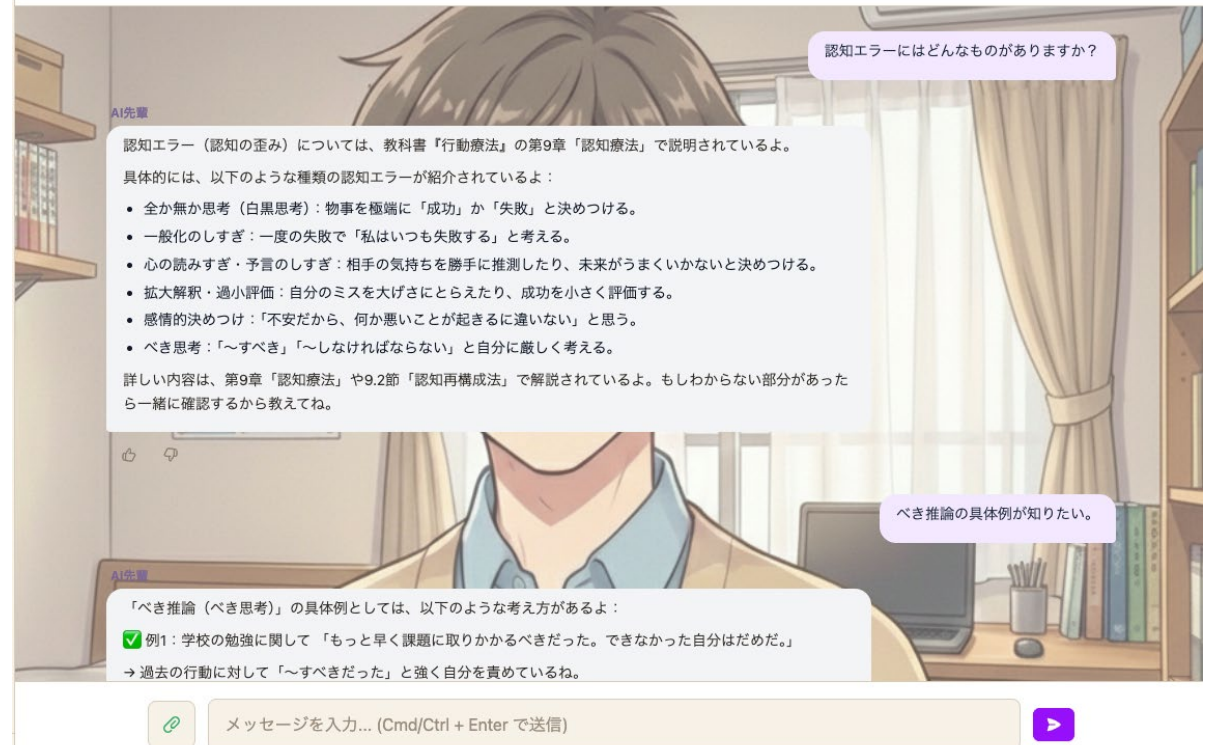 認知エラーにはどんなものがありますか？
AI先輩
認知エラー（認知の歪み）については、教科書『行動療法』の第9章「認知療法」で説明されているよ。
具体的には、以下のような種類の認知エラーが紹介されているよ：
• 全か無か思考（白黒思考）：物事を極端に「成功」か「失敗」と決めつける。
• 一般化のしすぎ：一度の失敗で「私はいつも失敗する」と考える。
• 心の読みすぎ・予言のしすぎ：相手の気持ちを勝手に推測したり、未来がうまくいかないと決めつける。
• 拡大解釈・過小評価：自分のミスを大げさにとらえたり、成功を小さく評価する。
• 感情的決めつけ：「不安だから、何か悪いことが起きるに違いない」と思う。
• べき思考：「〜すべき」「〜しなければならない」と自分に厳しく考える。
詳しい内容は、第9章「認知療法」や9.2節「認知再構成法」で解説されているよ。もしわからない部分があった
ら一緒に確認するから教えてね。
べき推論の具体例が知りたい。
AI先輩
「べき推論（べき思考）」の具体例としては、以下のような考え方があるよ：
✅ 例1：学校の勉強に関して 「もっと早く課題に取りかかるべきだった。できなかった自分はだめだ。」
→ 過去の行動に対して「〜すべきだった」と強く自分を責めているね。
メッセージを入力... (Cmd/Ctrl + Enter で送信)